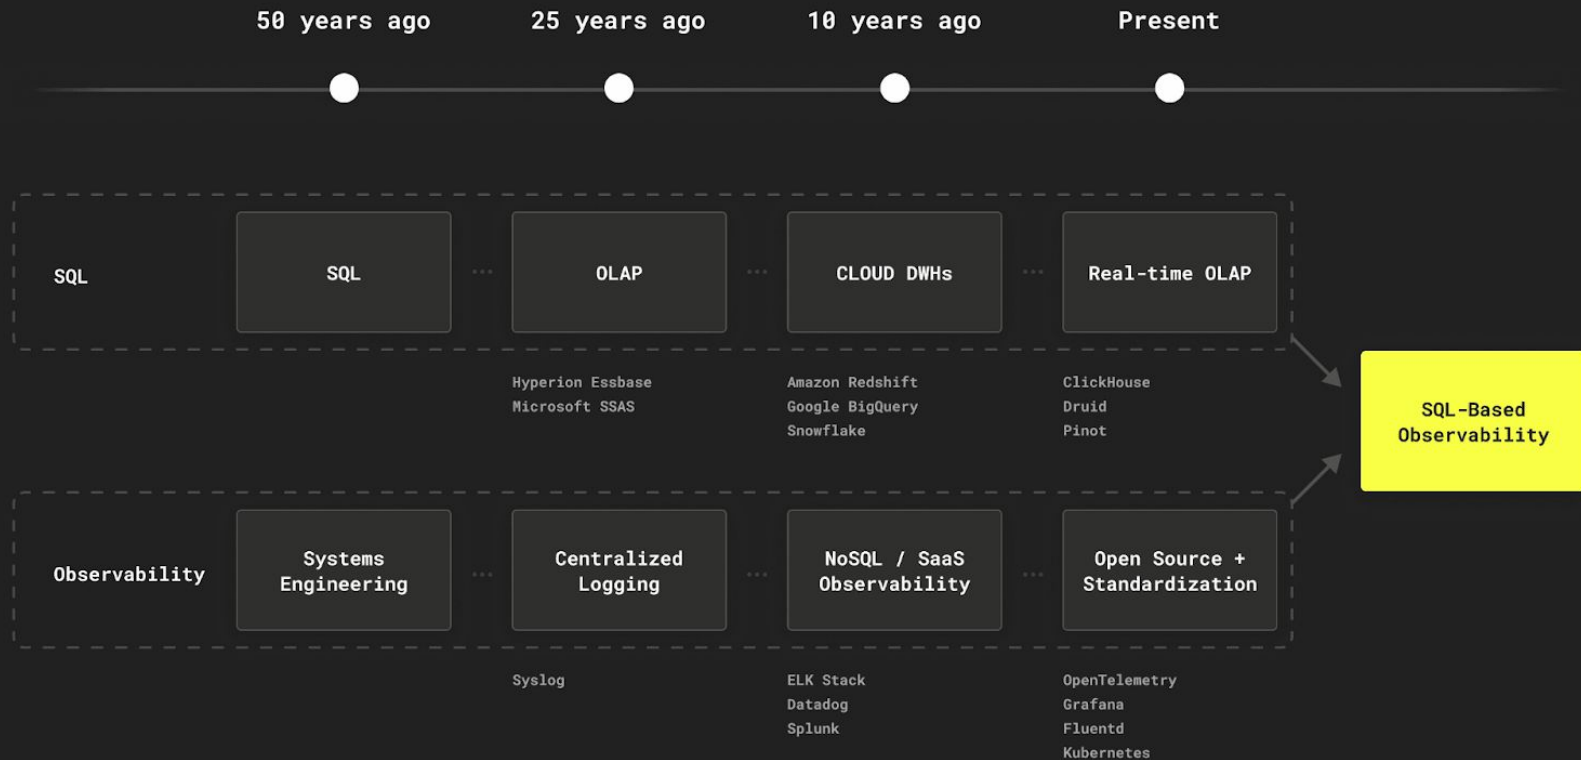 50 years ago
25 years ago
10 years ago
Present
SQL
SQL
OLAP
CLOUD DWHs
Real-time OLAP
Hyperion Essbase
Microsoft SSAS
Amazon Redshift
Google BigQuery
Snowflake
ClickHouse
Druid
Pinot
SQL-Based
Observability
Observability
Systems
Engineering
Centralized
Logging
NoSQL / SaaS
Observability
Open Source +
Standardization
Syslog
ELK Stack
Datadog
Splunk
OpenTelemetry
Grafana
Fluentd
Kubernetes